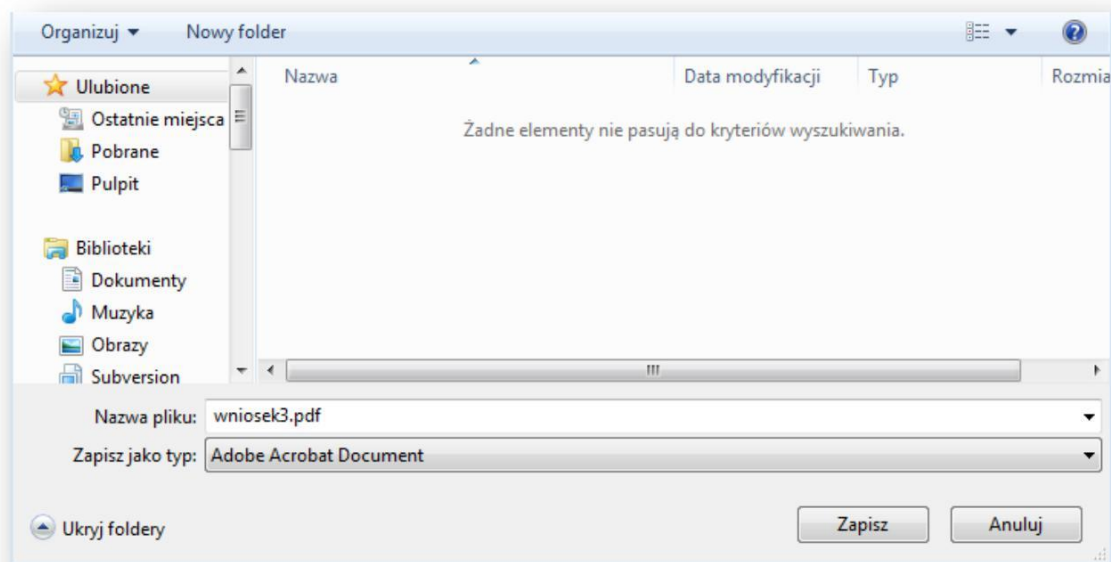 Organizuj Nowy folder
Nazwa Data modyfikacji Typ Rozmia
Żadne elementy nie pasują do kryteriów wyszukiwania.
Ulubione
Ostatnie miejsca
Pobrane
Pulpit
Biblioteki
Dokumenty
Muzyka
Obrazy
Subversion
Nazwa pliku: wniosek3.pdf
Zapisz jako typ: Adobe Acrobat Document
Ukryj foldery Zapisz Anuluj